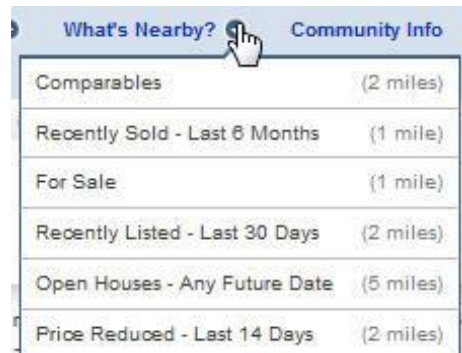 What's Nearby? Community Info
Comparables (2 miles)
Recently Sold - Last 6 Months (1 mile)
For Sale (1 mile)
Recently Listed - Last 30 Days (2 miles)
Open Houses - Any Future Date (5 miles)
Price Reduced - Last 14 Days (2 miles)